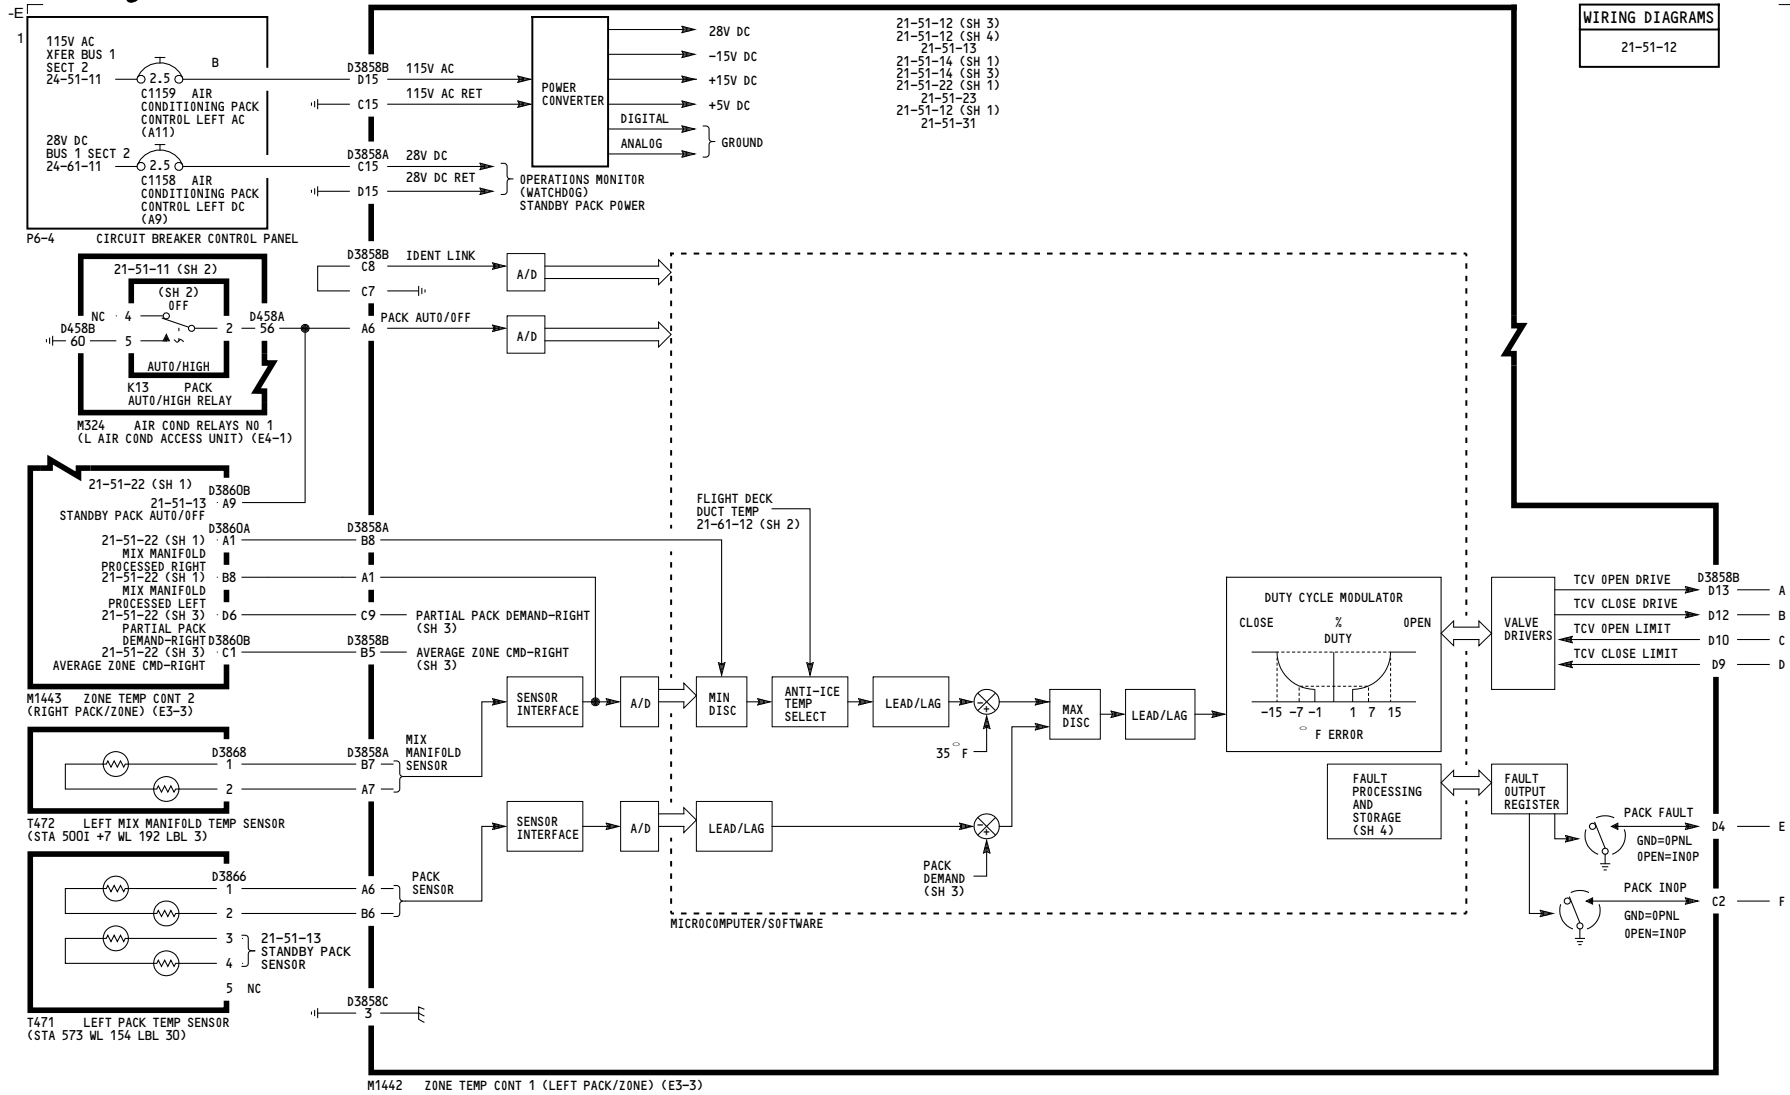 -E
1
115V AC
XFER BUS 1
SECT 2
24-51-11
2.5
B
C1159 AIR
CONDITIONING PACK
CONTROL LEFT AC
(A11)
28V DC
BUS 1 SECT 2
24-61-11
2.5
C1158 AIR
CONDITIONING PACK
CONTROL LEFT DC
(A9)
P6-4 CIRCUIT BREAKER CONTROL PANEL
D3858B
D15 115V AC
C15 115V AC RET
D3858A
C15 28V DC
D15 28V DC RET
POWER
CONVERTER
28V DC
-15V DC
+15V DC
+5V DC
DIGITAL
ANALOG
GROUND
OPERATIONS MONITOR
(WATCHDOG)
STANDBY PACK POWER
21-51-12 (SH 3)
21-51-12 (SH 4)
21-51-13
21-51-14 (SH 1)
21-51-14 (SH 3)
21-51-22 (SH 1)
21-51-23
21-51-12 (SH 1)
21-51-31
WIRING DIAGRAMS
21-51-12
21-51-11 (SH 2)
(SH 2)
OFF
NC 4
D458B
60 5
2
D458A
56
AUTO/HIGH
K13 PACK
AUTO/HIGH RELAY
M324 AIR COND RELAYS NO 1
(L AIR COND ACCESS UNIT) (E4-1)
D3858B
C8 IDENT LINK
C7
A6 PACK AUTO/OFF
A/D
A/D
21-51-22 (SH 1)
D3860B
21-51-13 A9
STANDBY PACK AUTO/OFF
D3860A
21-51-22 (SH 1) A1
MIX MANIFOLD
PROCESSED RIGHT
21-51-22 (SH 1) B8
MIX MANIFOLD
PROCESSED LEFT
21-51-22 (SH 3) D6
PARTIAL PACK
DEMAND-RIGHT
D3860B
21-51-22 (SH 3) C1
AVERAGE ZONE CMD-RIGHT
M1443 ZONE TEMP CONT 2
(RIGHT PACK/ZONE) (E3-3)
D3858A
B8
A1
C9 PARTIAL PACK DEMAND-RIGHT
(SH 3)
D3858B
B5 AVERAGE ZONE CMD-RIGHT
(SH 3)
FLIGHT DECK
DUCT TEMP
21-61-12 (SH 2)
SENSOR
INTERFACE
A/D
MIN
DISC
ANTI-ICE
TEMP
SELECT
LEAD/LAG
-
+
35 °F
MAX
DISC
LEAD/LAG
DUTY CYCLE MODULATOR
CLOSE % OPEN
DUTY
-15 -7 -1 1 7 15
° F ERROR
VALVE
DRIVERS
TCV OPEN DRIVE
TCV CLOSE DRIVE
TCV OPEN LIMIT
TCV CLOSE LIMIT
D3858B
D13 A
D12 B
D10 C
D9 D
D3868
1
2
T472 LEFT MIX MANIFOLD TEMP SENSOR
(STA 500I +7 WL 192 LBL 3)
D3858A
B7
A7
MIX
MANIFOLD
SENSOR
SENSOR
INTERFACE
A/D
LEAD/LAG
-
+
PACK
DEMAND
(SH 3)
FAULT
PROCESSING
AND
STORAGE
(SH 4)
FAULT
OUTPUT
REGISTER
PACK FAULT
D4 E
GND=OPNL
OPEN=INOP
PACK INOP
C2 F
GND=OPNL
OPEN=INOP
D3866
1
2
3
4
5 NC
21-51-13
STANDBY PACK
SENSOR
A6
B6
PACK
SENSOR
T471 LEFT PACK TEMP SENSOR
(STA 573 WL 154 LBL 30)
MICROCOMPUTER/SOFTWARE
D3858C
3
M1442 ZONE TEMP CONT 1 (LEFT PACK/ZONE) (E3-3)